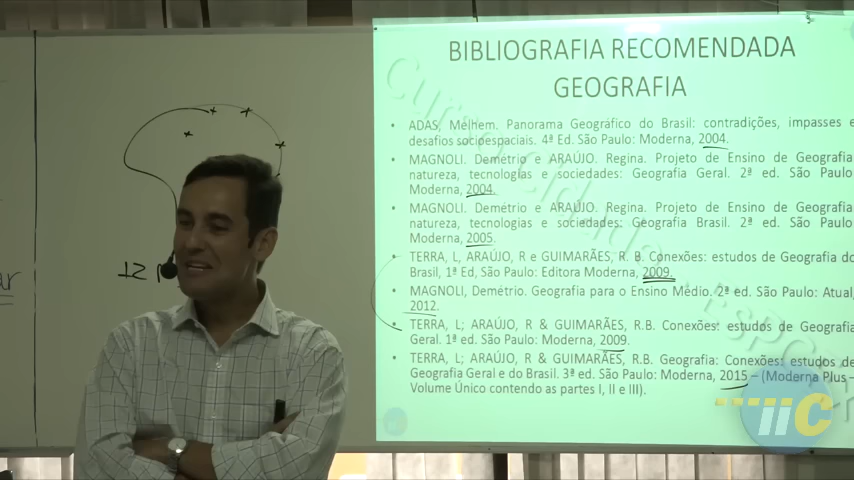 BIBLIOGRAFIA RECOMENDADA
GEOGRAFIA
• ADAS, Melhem. Panorama Geográfico do Brasil: contradições, impasses e
desafios socioespaciais. 4ª Ed. São Paulo: Moderna, 2004.
• MAGNOLI. Demétrio e ARAÚJO. Regina. Projeto de Ensino de Geografia
natureza, tecnologias e sociedades: Geografia Geral. 2ª ed. São Paulo
Moderna, 2004.
• MAGNOLI. Demétrio e ARAÚJO. Regina. Projeto de Ensino de Geografia
natureza, tecnologias e sociedades: Geografia Brasil. 2ª ed. São Paulo
Moderna, 2005.
• TERRA, L, ARAÚJO, R e GUIMARÃES, R. B. Conexões: estudos de Geografia do
Brasil, 1ª Ed, São Paulo: Editora Moderna, 2009.
• MAGNOLI, Demétrio. Geografia para o Ensino Médio. 2ª ed. São Paulo: Atual,
2012.
• TERRA, L; ARAÚJO, R & GUIMARÃES, R.B. Conexões: estudos de Geografia
Geral. 1ª ed. São Paulo: Moderna, 2009.
• TERRA, L; ARAÚJO, R & GUIMARÃES, R.B. Geografia: Conexões: estudos de
Geografia Geral e do Brasil. 3ª ed. São Paulo: Moderna, 2015 – (Moderna Plus –
Volume Único contendo as partes I, II e III).
Curso Cidade
iiC